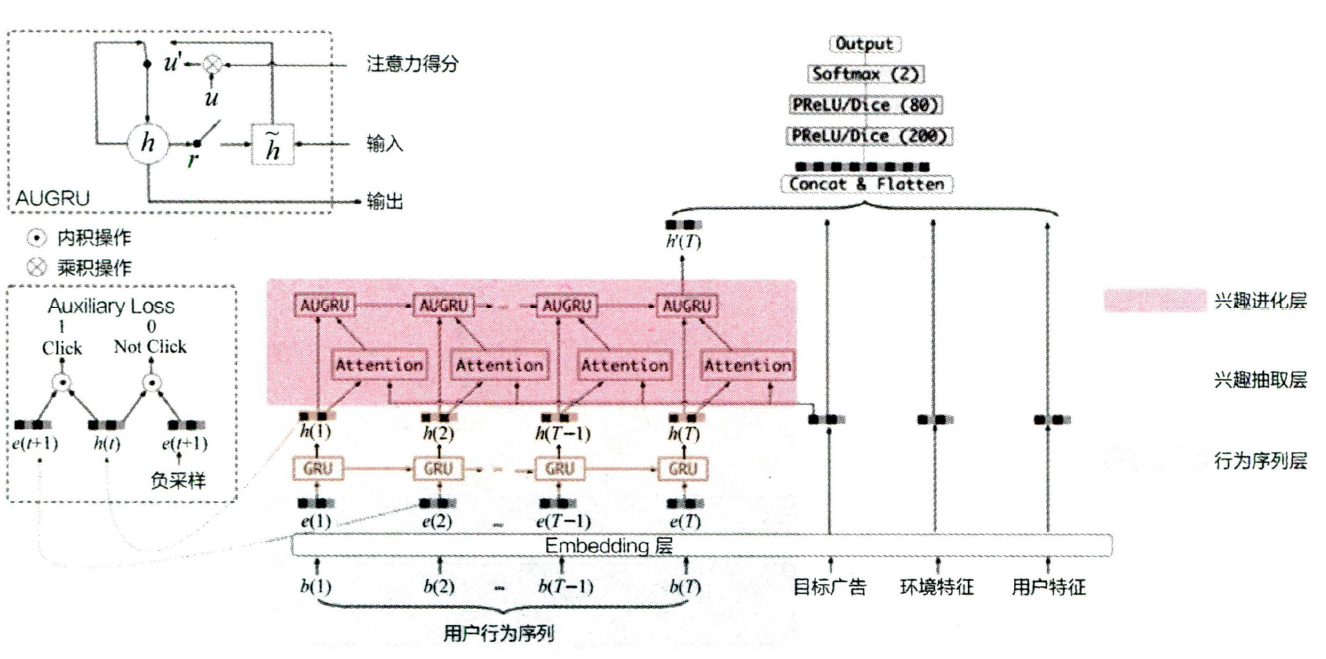 注意力得分
u'
u
h
r
h̃
输入
AUGRU
输出
内积操作
乘积操作
Auxiliary Loss
1
0
Click
Not Click
e(t+1)
h(t)
e(t+1)
负采样
Output
Softmax (2)
PReLU/Dice (80)
PReLU/Dice (200)
Concat & Flatten
h'(T)
AUGRU
AUGRU
AUGRU
AUGRU
Attention
Attention
Attention
Attention
h(1)
h(2)
h(T−1)
h(T)
GRU
GRU
GRU
GRU
e(1)
e(2)
e(T−1)
e(T)
Embedding 层
b(1)
b(2)
b(T−1)
b(T)
目标广告
环境特征
用户特征
用户行为序列
兴趣进化层
兴趣抽取层
行为序列层